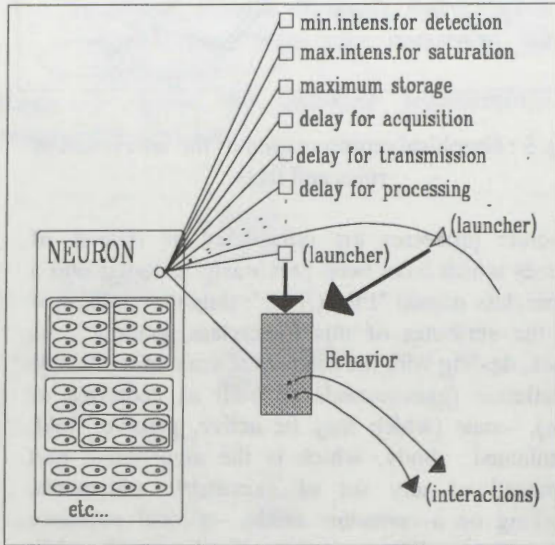 min.intens.for detection
max.intens.for saturation
maximum storage
delay for acquisition
delay for transmission
delay for processing
(launcher)
NEURON
(launcher)
Behavior
(interactions)
etc...